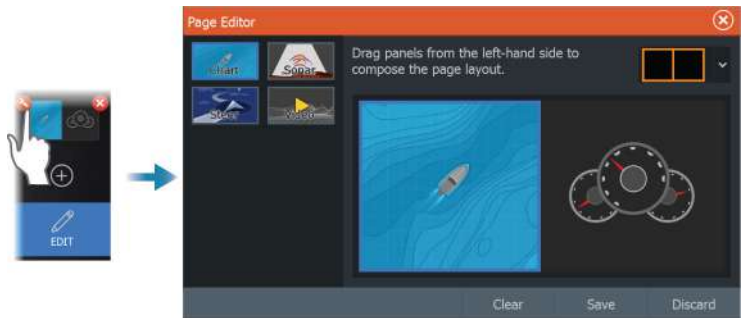 Page Editor
Drag panels from the left-hand side to
compose the page layout.
Chart
Sonar
Steer
Video
EDIT
Clear Save Discard